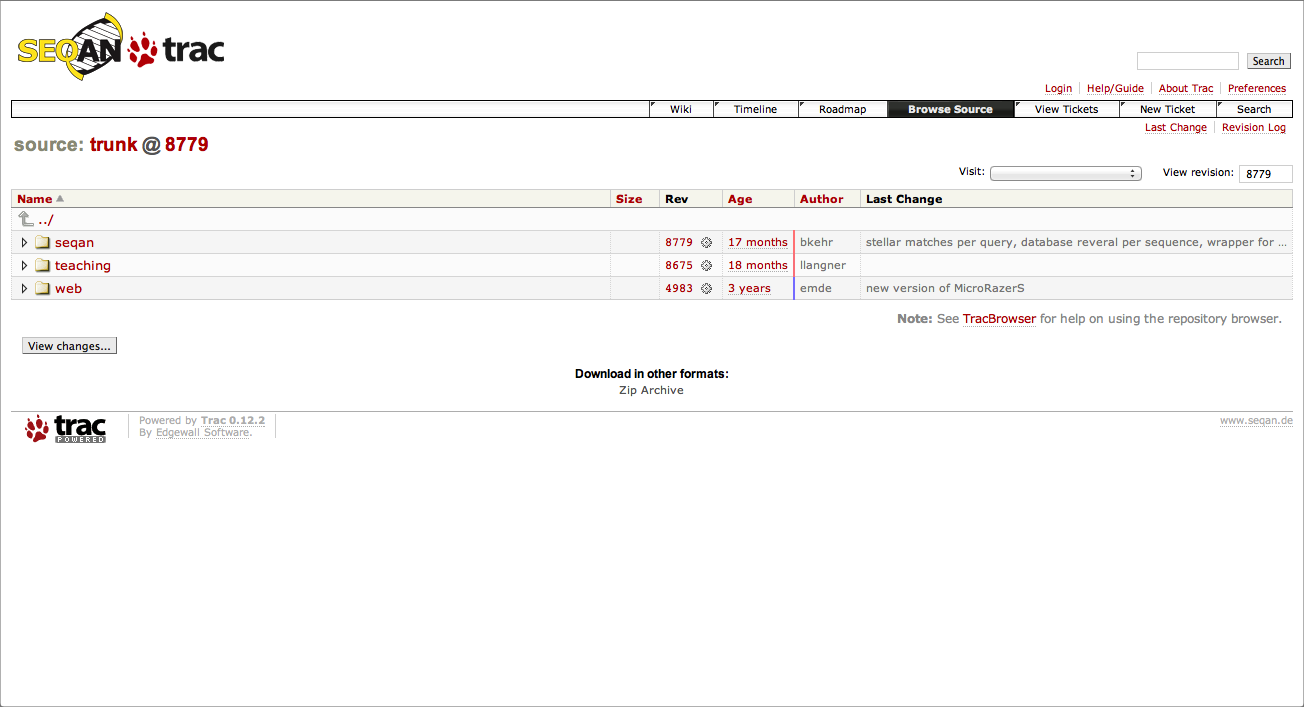 SEQAN trac
Search
Login Help/Guide About Trac Preferences
Wiki Timeline Roadmap Browse Source View Tickets New Ticket Search
Last Change Revision Log
source: trunk @ 8779
Visit: View revision: 8779
Name Size Rev Age Author Last Change
../
seqan 8779 17 months bkehr stellar matches per query, database reveral per sequence, wrapper for ...
teaching 8675 18 months llangner
web 4983 3 years emde new version of MicroRazerS
Note: See TracBrowser for help on using the repository browser.
View changes...
Download in other formats:
Zip Archive
trac POWERED
Powered by Trac 0.12.2
By Edgewall Software.
www.seqan.de